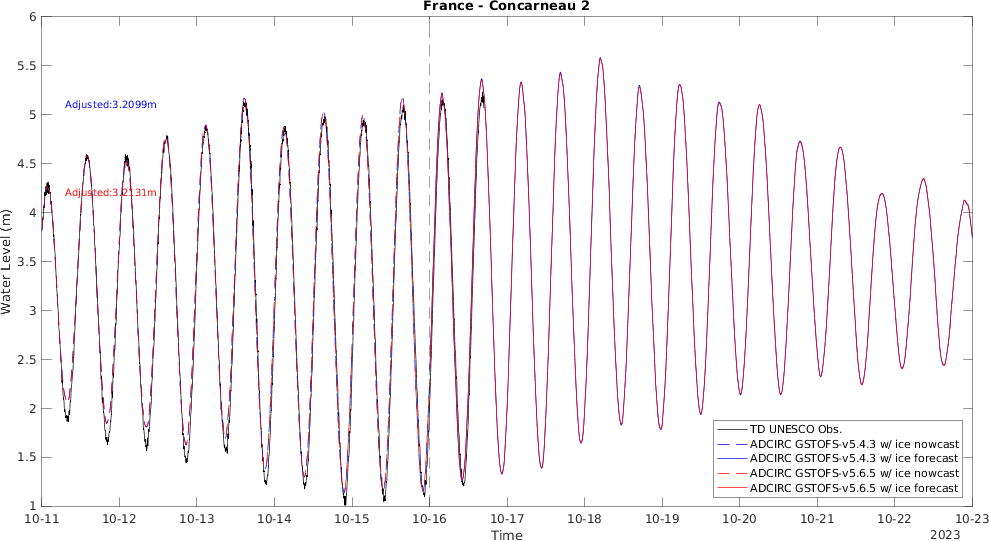 France - Concarneau 2
6
5.5
5
4.5
4
3.5
3
2.5
2
1.5
1
Water Level (m)
Adjusted:3.2099m
Adjusted:3.2131m
TD UNESCO Obs.
ADCIRC GSTOFS-v5.4.3 w/ ice nowcast
ADCIRC GSTOFS-v5.4.3 w/ ice forecast
ADCIRC GSTOFS-v5.6.5 w/ ice nowcast
ADCIRC GSTOFS-v5.6.5 w/ ice forecast
10-11 10-12 10-13 10-14 10-15 10-16 10-17 10-18 10-19 10-20 10-21 10-22 10-23
Time
2023